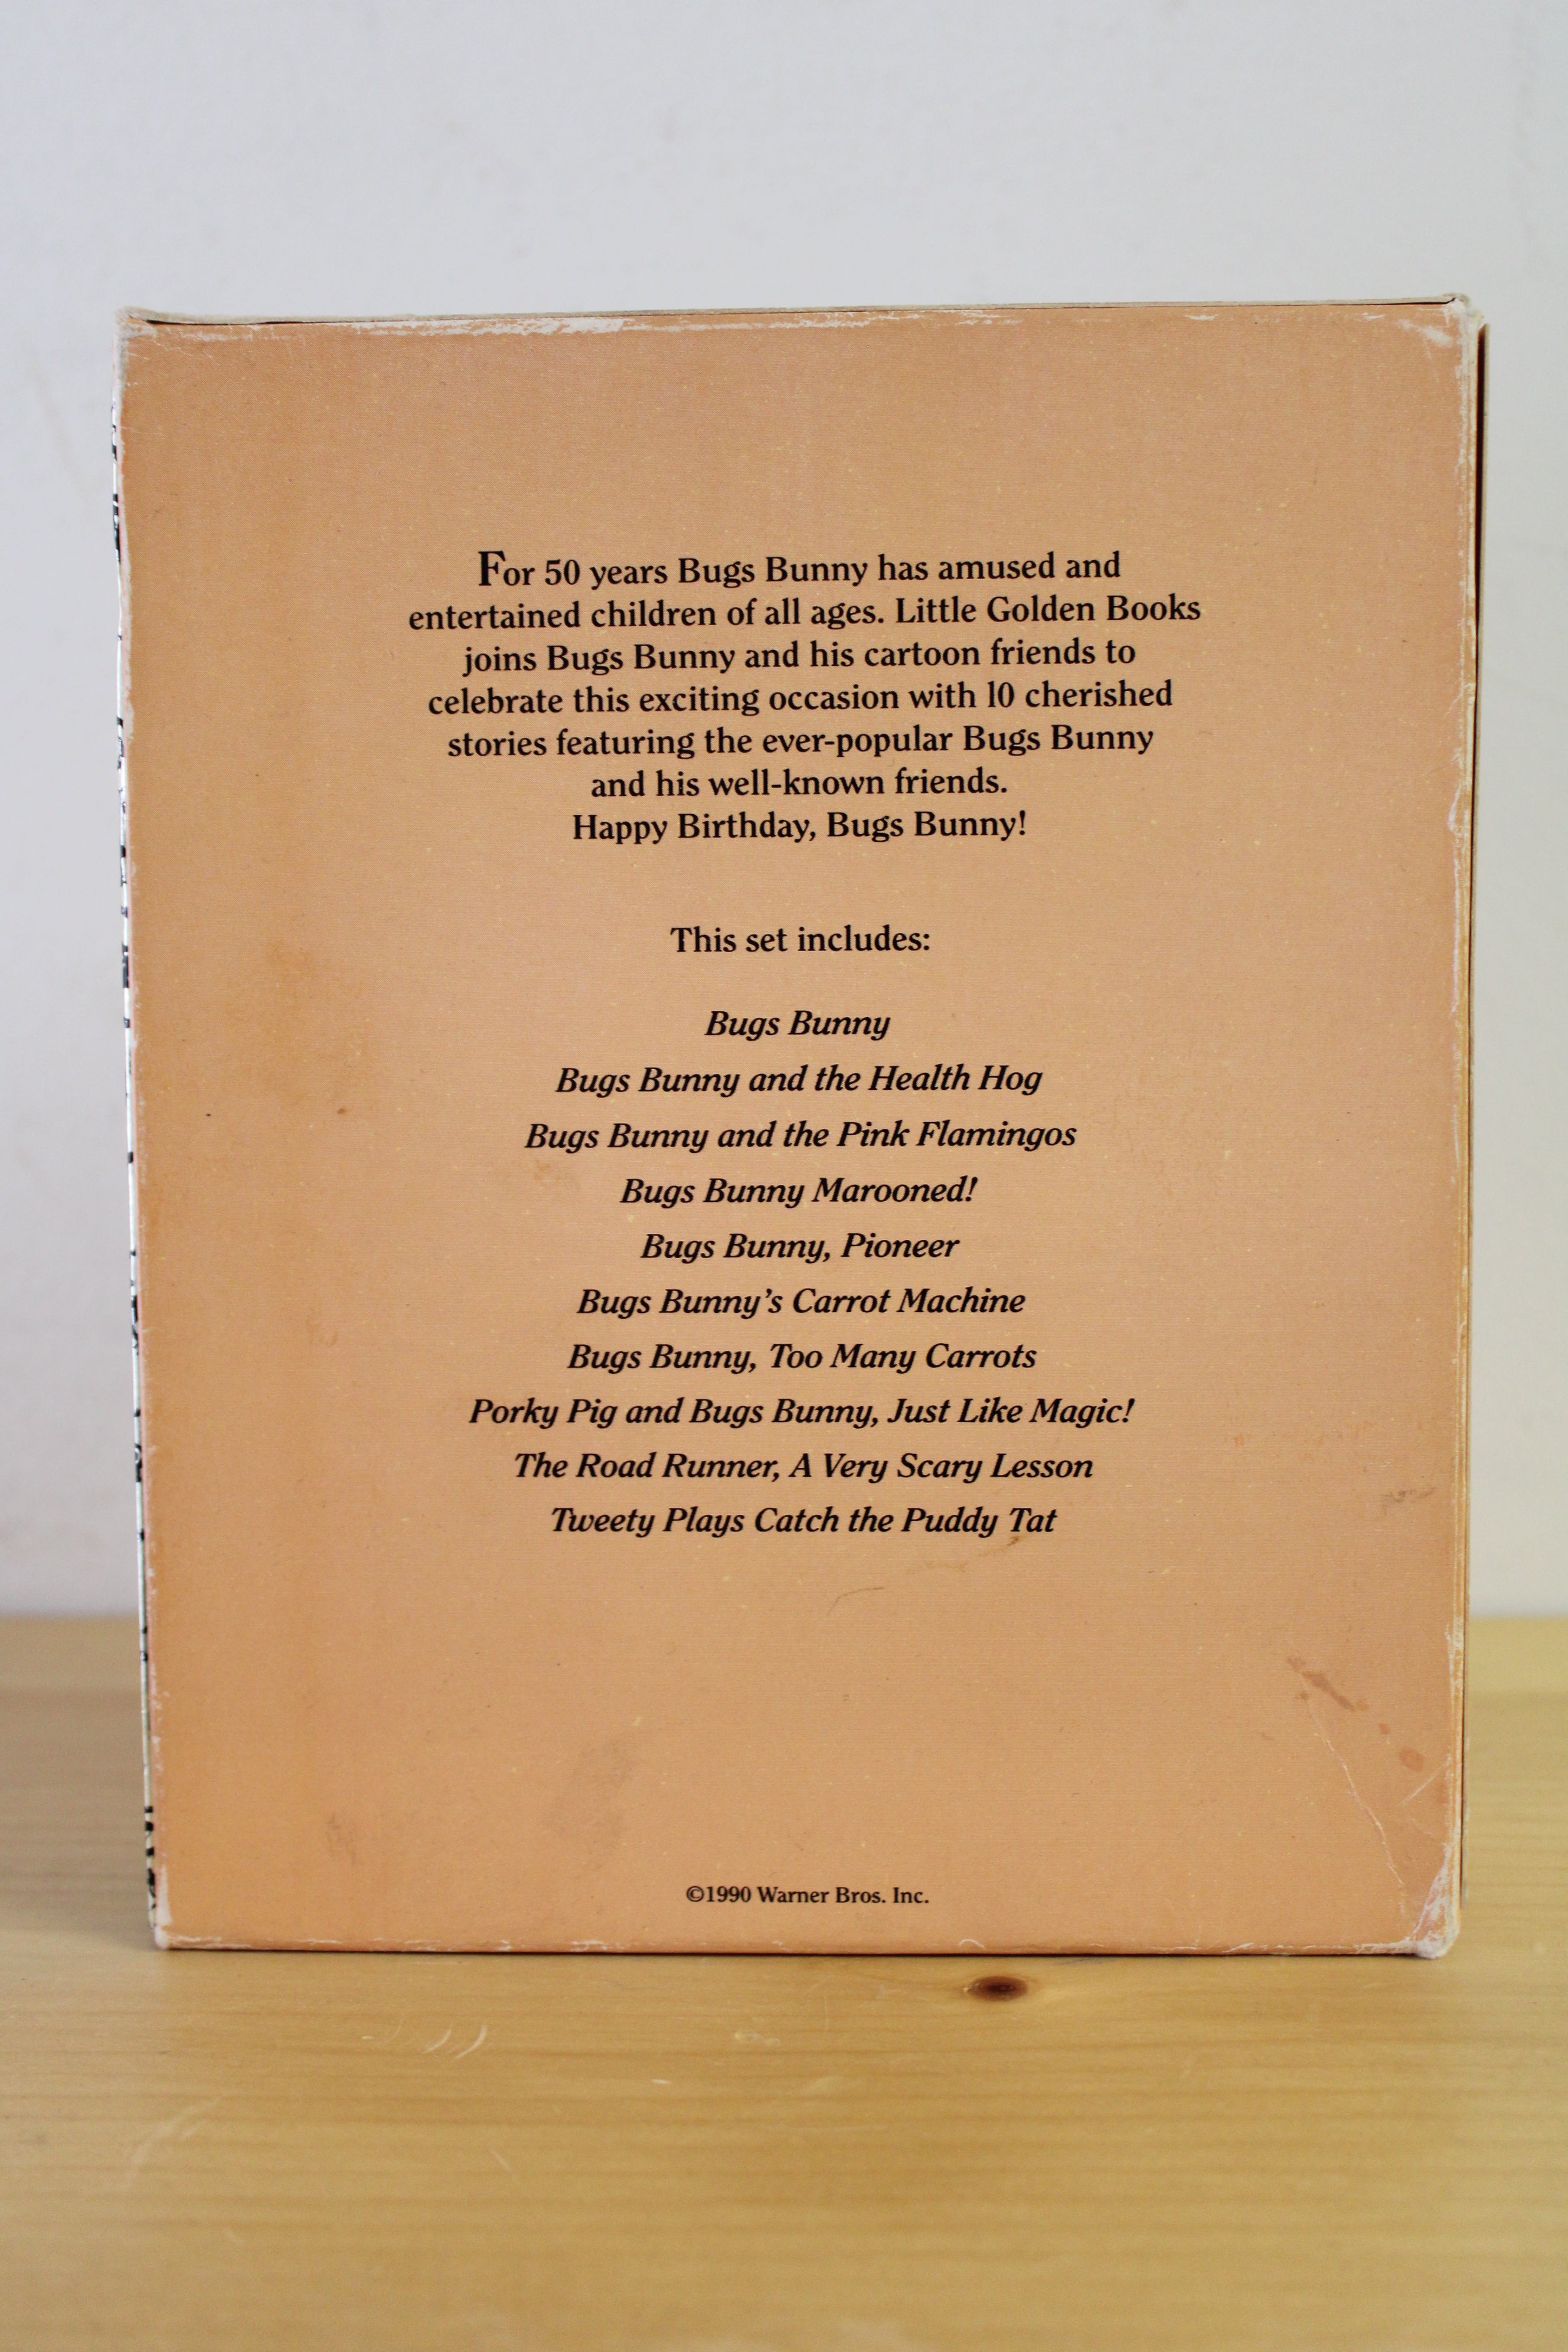 For 50 years Bugs Bunny has amused and
entertained children of all ages. Little Golden Books
joins Bugs Bunny and his cartoon friends to
celebrate this exciting occasion with 10 cherished
stories featuring the ever-popular Bugs Bunny
and his well-known friends.
Happy Birthday, Bugs Bunny!
This set includes:
Bugs Bunny
Bugs Bunny and the Health Hog
Bugs Bunny and the Pink Flamingos
Bugs Bunny Marooned!
Bugs Bunny, Pioneer
Bugs Bunny’s Carrot Machine
Bugs Bunny, Too Many Carrots
Porky Pig and Bugs Bunny, Just Like Magic!
The Road Runner, A Very Scary Lesson
Tweety Plays Catch the Puddy Tat
©1990 Warner Bros. Inc.